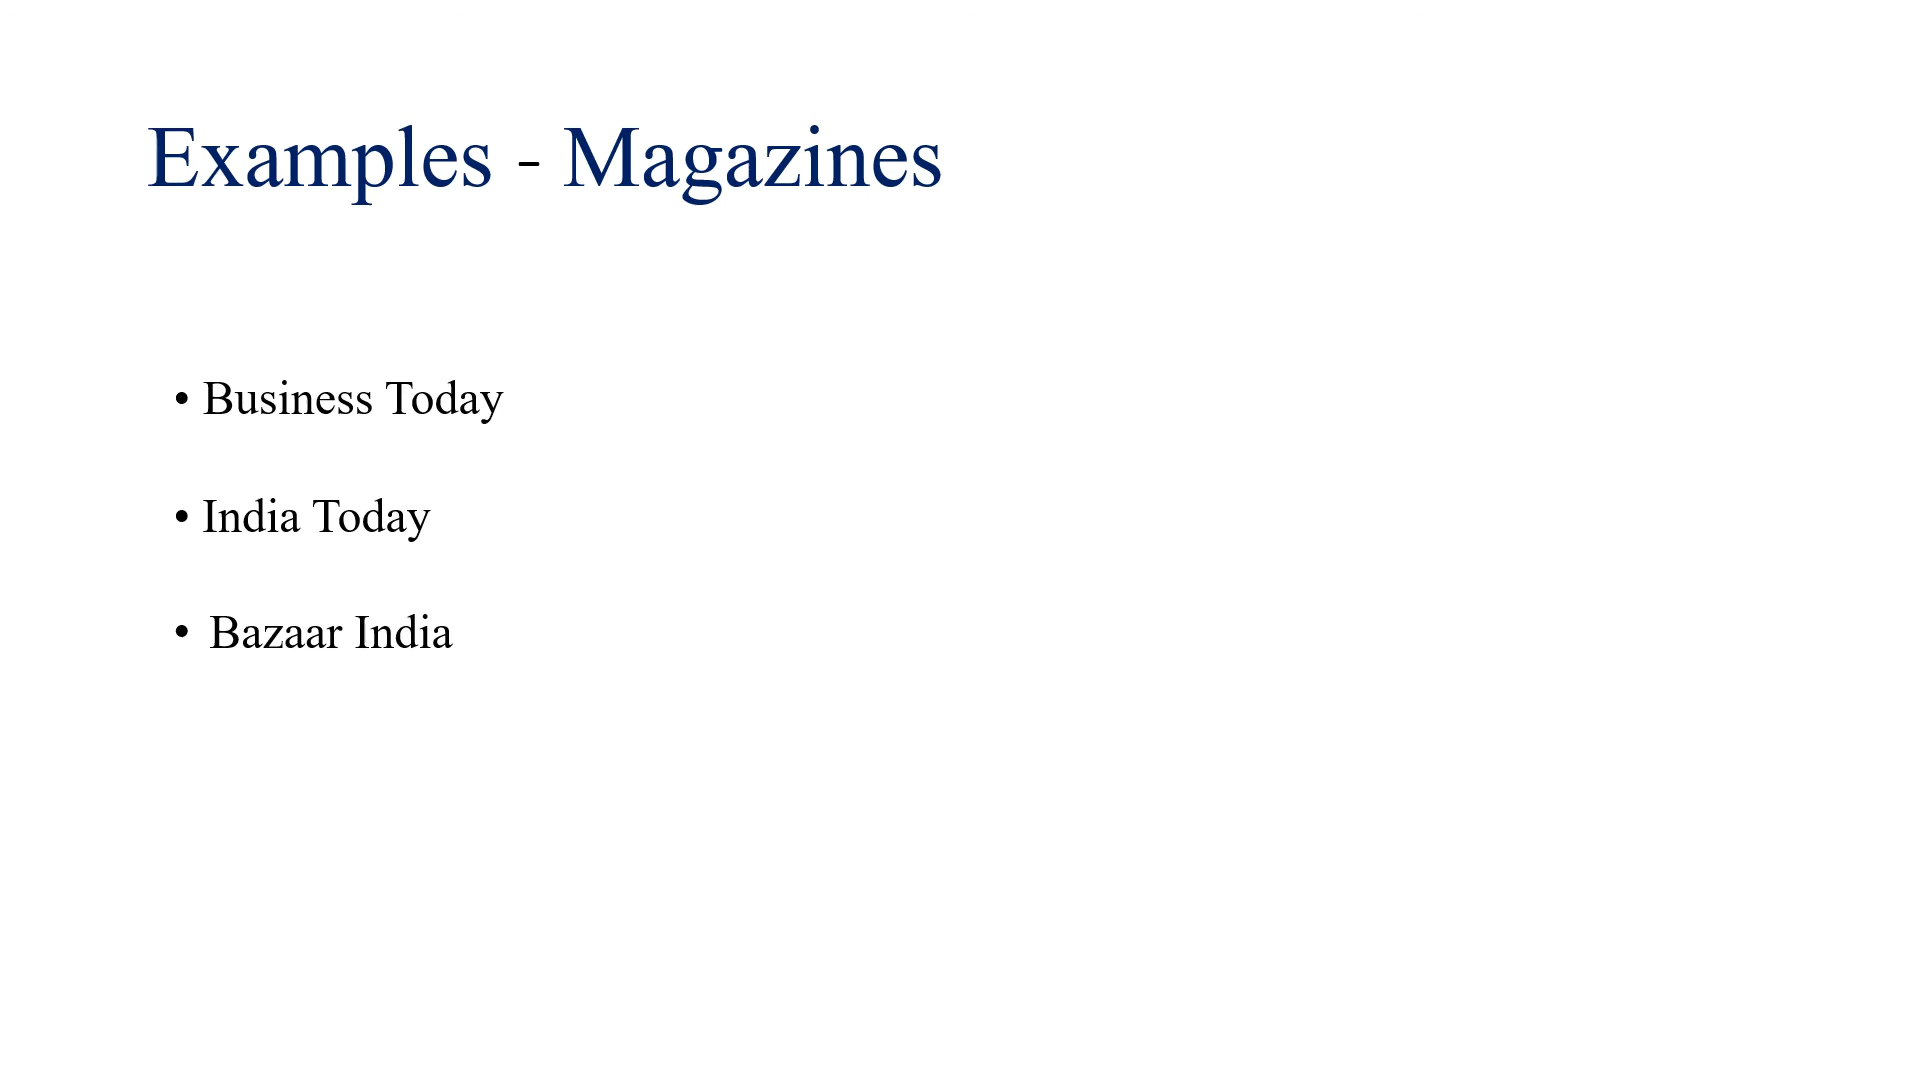 Examples - Magazines
• Business Today
• India Today
• Bazaar India